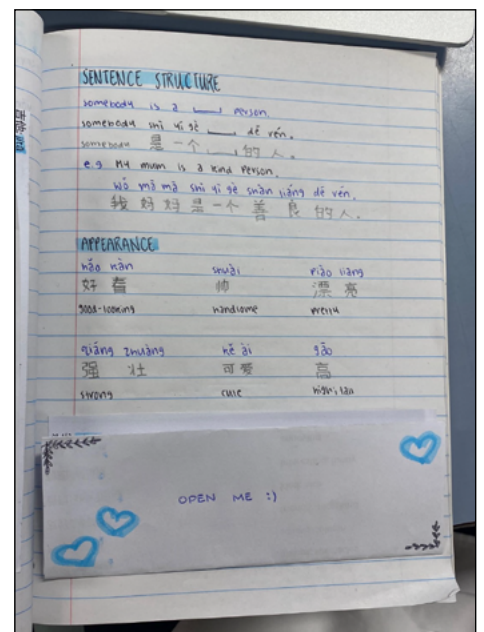 SENTENCE STRUCTURE
somebody is a ___ person.
somebody shì yí gè ___ dě rén.
somebody 是一个 ___ 的人.
e.g My mum is a kind person.
wǒ mā mā shì yí gè shàn liáng dě rén.
我妈妈是一个善良的人.
APPEARANCE
hǎo kàn shuài piào liang
好看 帅 漂亮
good-looking handsome pretty
qiáng zhuàng kě ài gāo
强壮 可爱 高
strong cute high, tall
OPEN ME :)